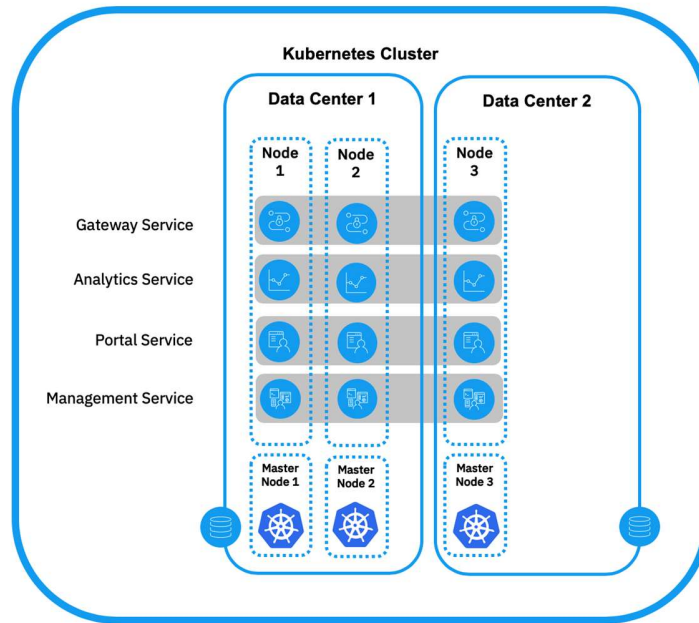 Kubernetes Cluster
Data Center 1
Data Center 2
Node
1
Node
2
Node
3
Gateway Service
Analytics Service
Portal Service
Management Service
Master
Node 1
Master
Node 2
Master
Node 3